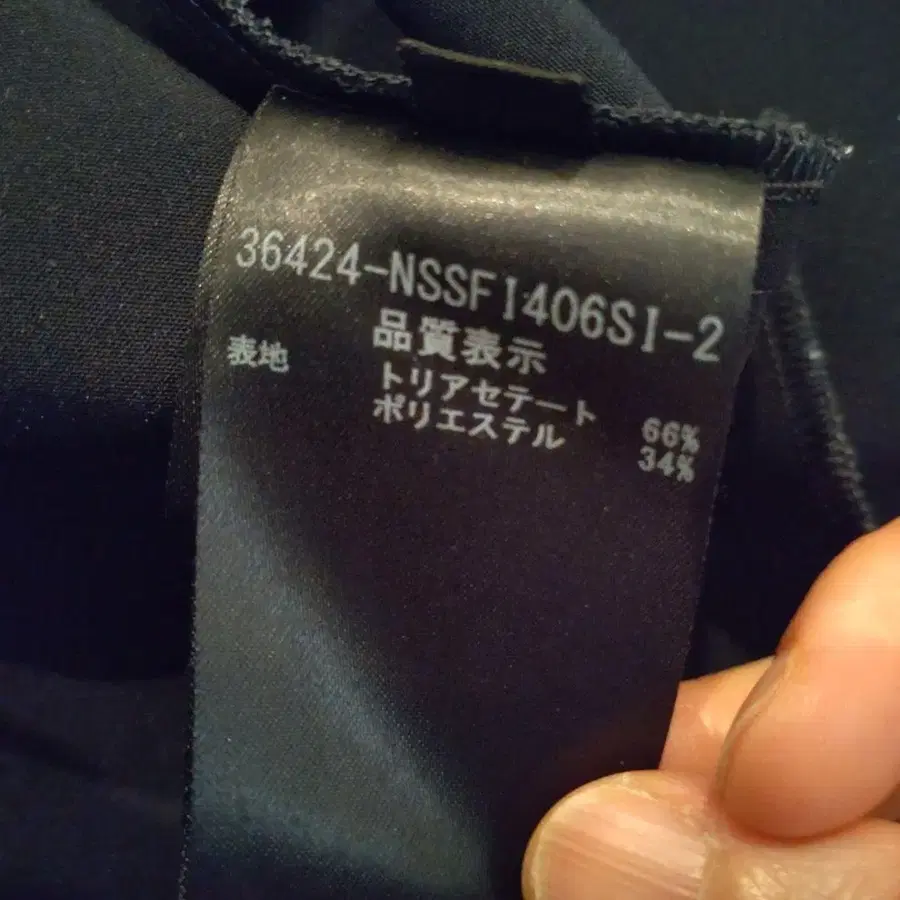 36424-NSSFI406SI-2
品質表示
表地
トリアセテート 66%
ポリエステル 34%